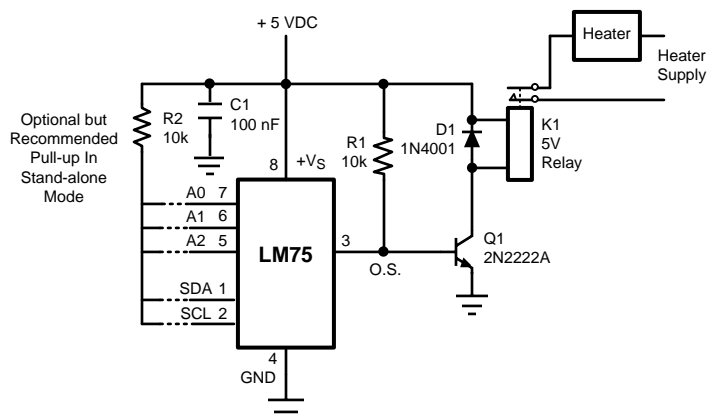 + 5 VDC
Heater
Heater
Supply
Optional but
Recommended
Pull-up In
Stand-alone
Mode
R2
10k
C1
100 nF
R1
10k
D1
1N4001
K1
5V
Relay
8
+VS
A0 7
A1 6
A2 5
SDA 1
SCL 2
LM75
3
O.S.
Q1
2N2222A
4
GND